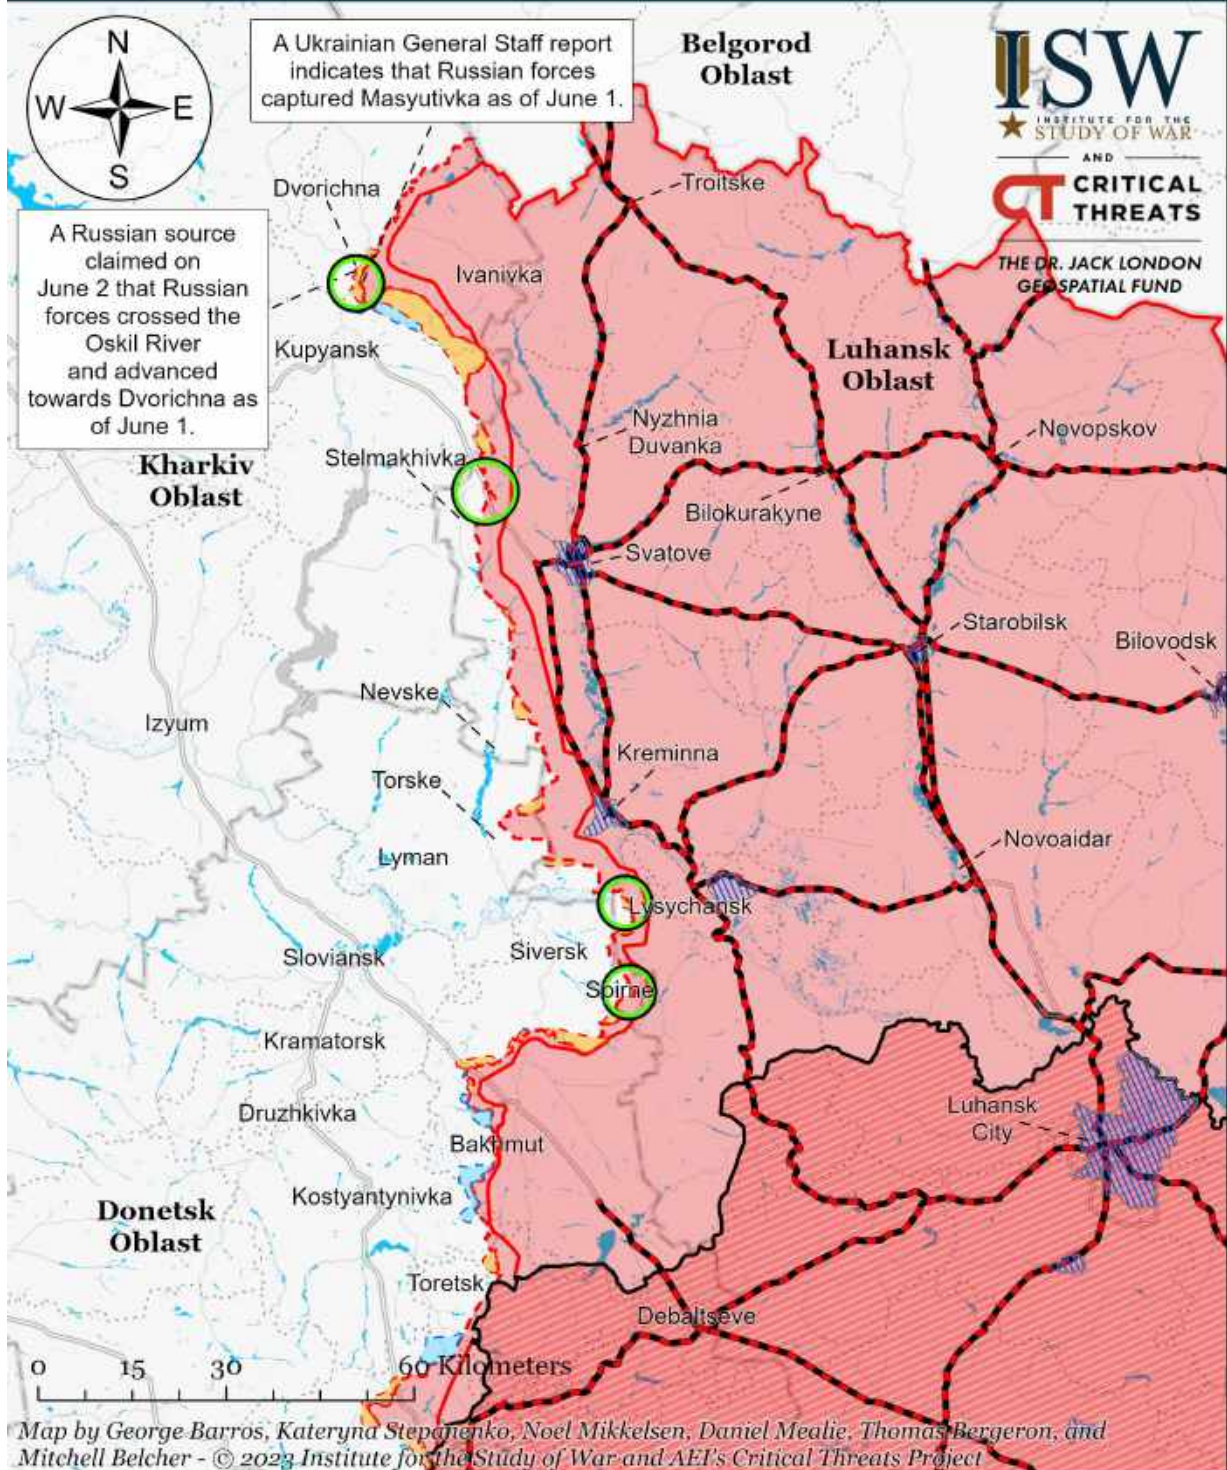 N
W
E
S
A Ukrainian General Staff report
indicates that Russian forces
captured Masyutivka as of June 1.
Belgorod
Oblast
ISW
INSTITUTE FOR THE
STUDY OF WAR
AND
CT CRITICAL
THREATS
THE DR. JACK LONDON
GEOSPATIAL FUND
Dvorichna
Troitske
A Russian source
claimed on
June 2 that Russian
forces crossed the
Oskil River
and advanced
towards Dvorichna as
of June 1.
Ivanivka
Kupyansk
Luhansk
Oblast
Nyzhnia
Duvanka
Novopskov
Kharkiv
Oblast
Stelmakhivka
Bilokurakyne
Svatove
Starobilsk
Bilovodsk
Nevske
Izyum
Kreminna
Torske
Novoaidar
Lyman
Lysychansk
Siversk
Sloviansk
Spirne
Kramatorsk
Druzhkivka
Luhansk
City
Bakhmut
Kostyantynivka
Donetsk
Oblast
Toretsk
Debaltseve
0 15 30 60 Kilometers
Map by George Barros, Kateryna Stepanenko, Noel Mikkelsen, Daniel Mealie, Thomas Bergeron, and
Mitchell Belcher - © 2023 Institute for the Study of War and AEI's Critical Threats Project